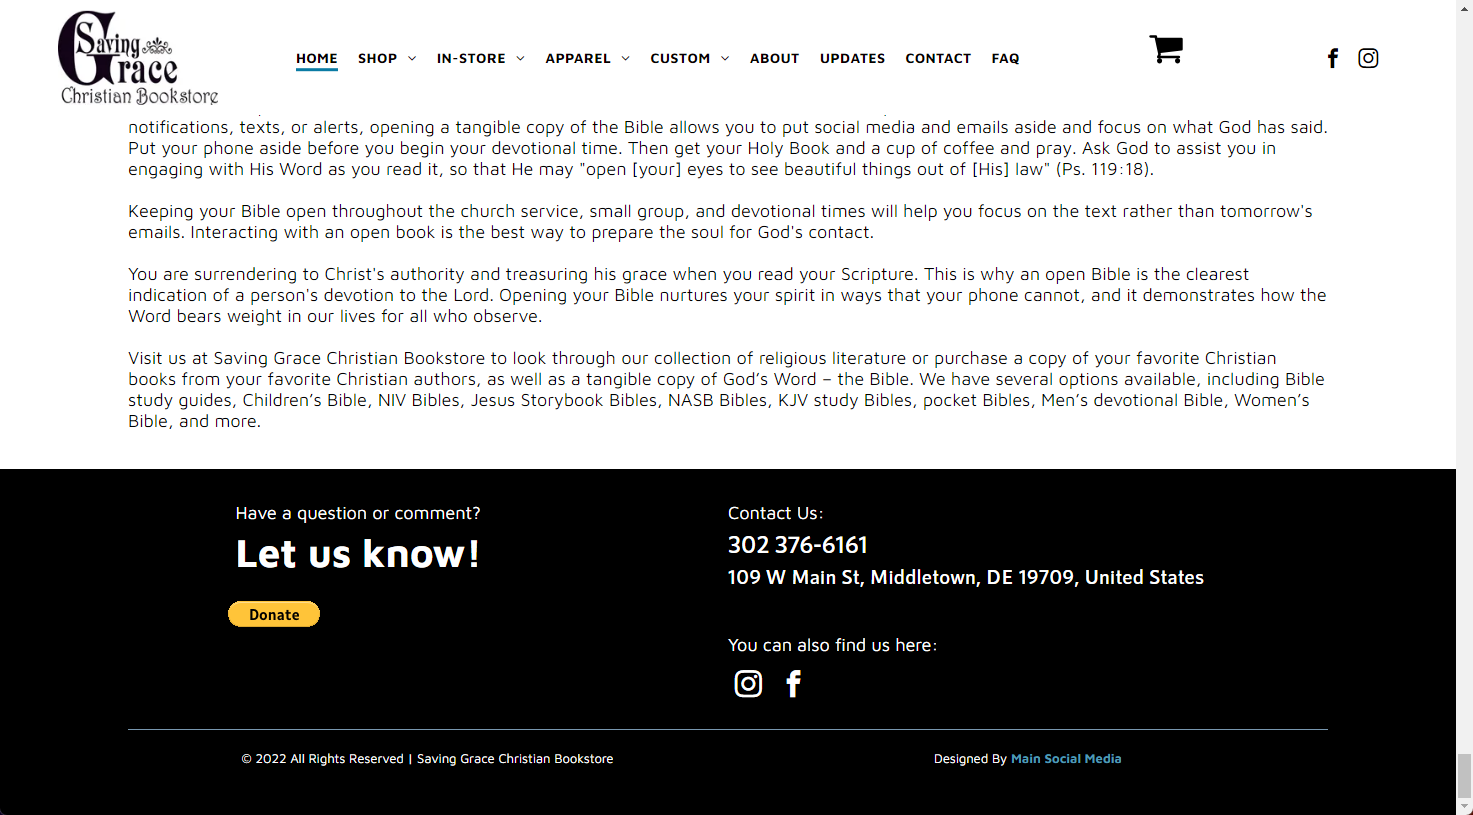 Saving
Grace
Christian Bookstore
HOME SHOP IN-STORE APPAREL CUSTOM ABOUT UPDATES CONTACT FAQ
notifications, texts, or alerts, opening a tangible copy of the Bible allows you to put social media and emails aside and focus on what God has said.
Put your phone aside before you begin your devotional time. Then get your Holy Book and a cup of coffee and pray. Ask God to assist you in
engaging with His Word as you read it, so that He may "open [your] eyes to see beautiful things out of [His] law" (Ps. 119:18).
Keeping your Bible open throughout the church service, small group, and devotional times will help you focus on the text rather than tomorrow's
emails. Interacting with an open book is the best way to prepare the soul for God's contact.
You are surrendering to Christ's authority and treasuring his grace when you read your Scripture. This is why an open Bible is the clearest
indication of a person's devotion to the Lord. Opening your Bible nurtures your spirit in ways that your phone cannot, and it demonstrates how the
Word bears weight in our lives for all who observe.
Visit us at Saving Grace Christian Bookstore to look through our collection of religious literature or purchase a copy of your favorite Christian
books from your favorite Christian authors, as well as a tangible copy of God’s Word – the Bible. We have several options available, including Bible
study guides, Children’s Bible, NIV Bibles, Jesus Storybook Bibles, NASB Bibles, KJV study Bibles, pocket Bibles, Men’s devotional Bible, Women’s
Bible, and more.
Have a question or comment?
Let us know!
Donate
Contact Us:
302 376-6161
109 W Main St, Middletown, DE 19709, United States
You can also find us here:
© 2022 All Rights Reserved | Saving Grace Christian Bookstore
Designed By Main Social Media